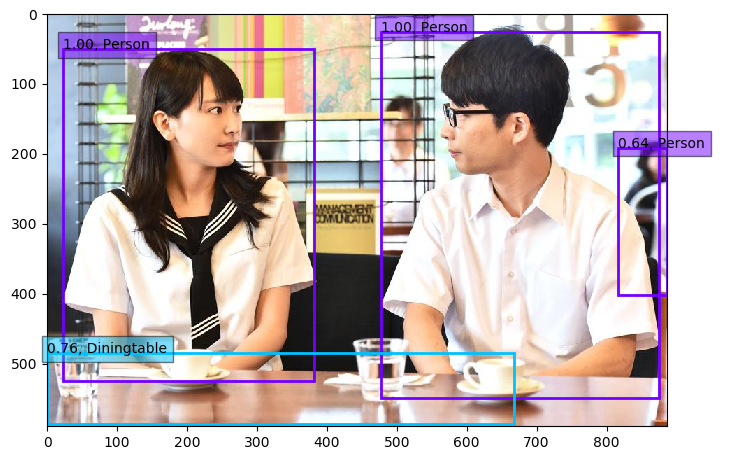 1.00, Person
1.00, Person
0.64, Person
MANAGEMENT
COMMUNICATION
0.76, Diningtable
0
100
200
300
400
500
0
100
200
300
400
500
600
700
800